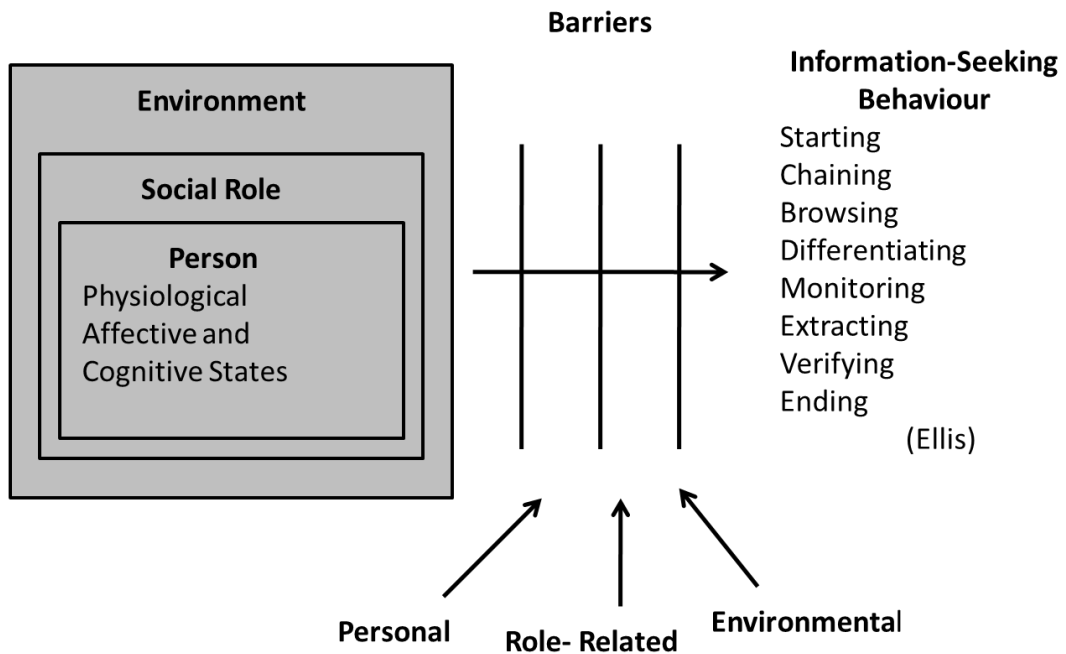 Barriers
Environment
Social Role
Person
Physiological
Affective and
Cognitive States
Information-Seeking
Behaviour
Starting
Chaining
Browsing
Differentiating
Monitoring
Extracting
Verifying
Ending
(Ellis)
Personal
Role- Related
Environmental